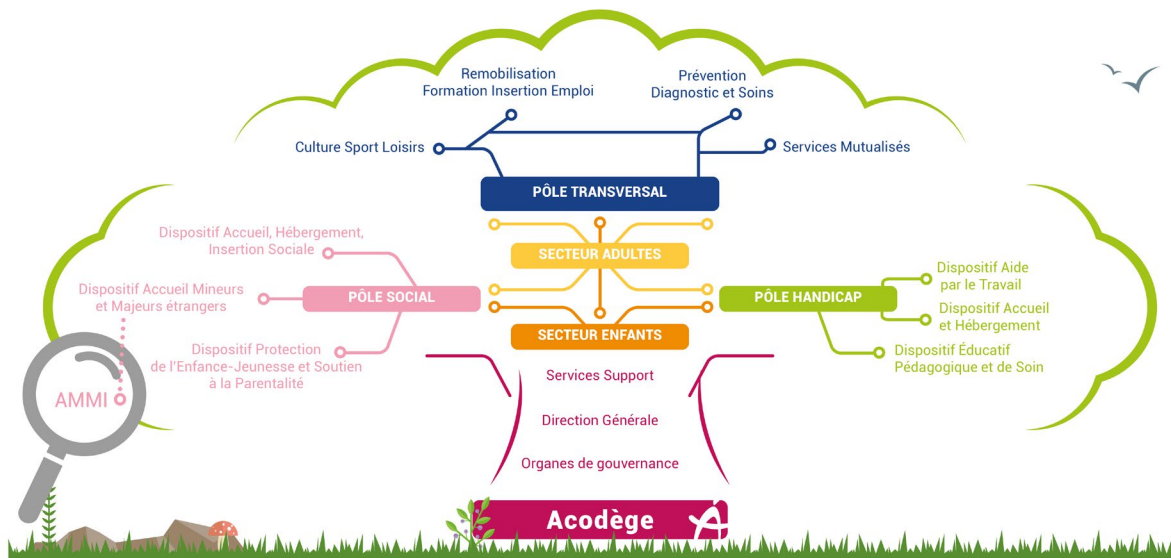 Remobilisation
Formation Insertion Emploi
Prévention
Diagnostic et Soins
Culture Sport Loisirs
Services Mutualisés
PÔLE TRANSVERSAL
Dispositif Accueil, Hébergement,
Insertion Sociale
SECTEUR ADULTES
Dispositif Aide
par le Travail
Dispositif Accueil Mineurs
et Majeurs étrangers
PÔLE SOCIAL
PÔLE HANDICAP
Dispositif Accueil
et Hébergement
SECTEUR ENFANTS
Dispositif Protection
de l'Enfance-Jeunesse et Soutien
à la Parentalité
Dispositif Éducatif
Pédagogique et de Soin
AMMI
Services Support
Direction Générale
Organes de gouvernance
Acodège